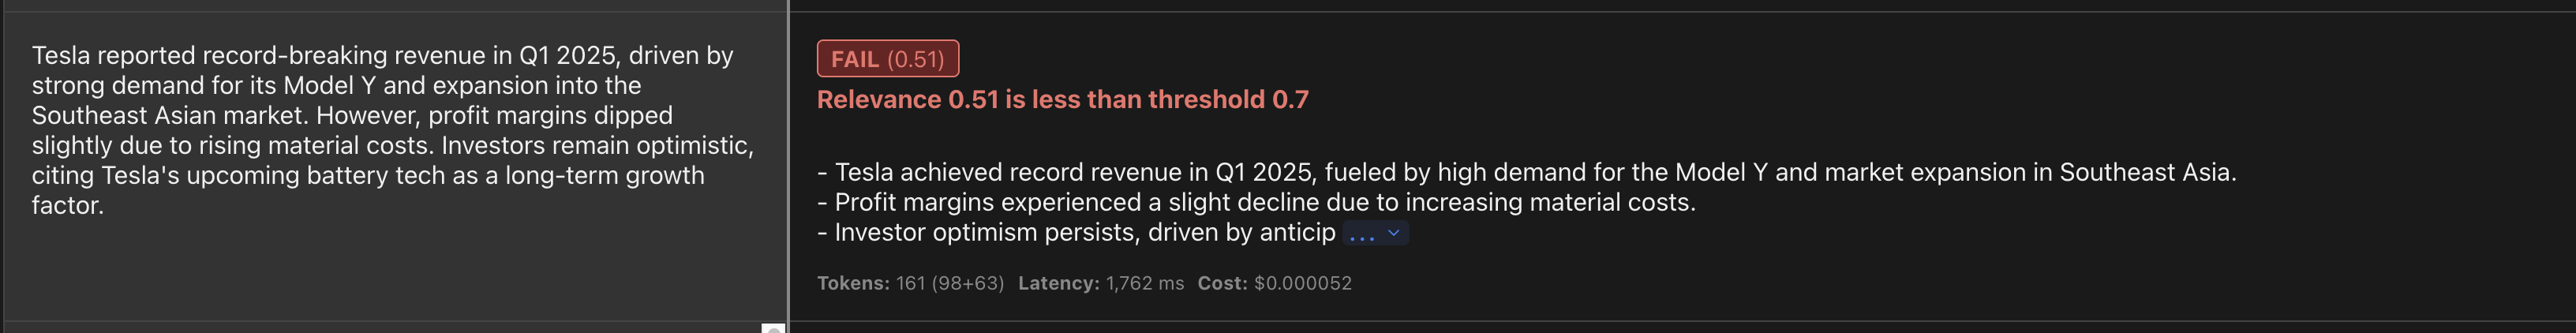 Tesla reported record-breaking revenue in Q1 2025, driven by
strong demand for its Model Y and expansion into the
Southeast Asian market. However, profit margins dipped
slightly due to rising material costs. Investors remain optimistic,
citing Tesla's upcoming battery tech as a long-term growth
factor.
FAIL (0.51)
Relevance 0.51 is less than threshold 0.7
- Tesla achieved record revenue in Q1 2025, fueled by high demand for the Model Y and market expansion in Southeast Asia.
- Profit margins experienced a slight decline due to increasing material costs.
- Investor optimism persists, driven by anticip ...
Tokens: 161 (98+63) Latency: 1,762 ms Cost: $0.000052